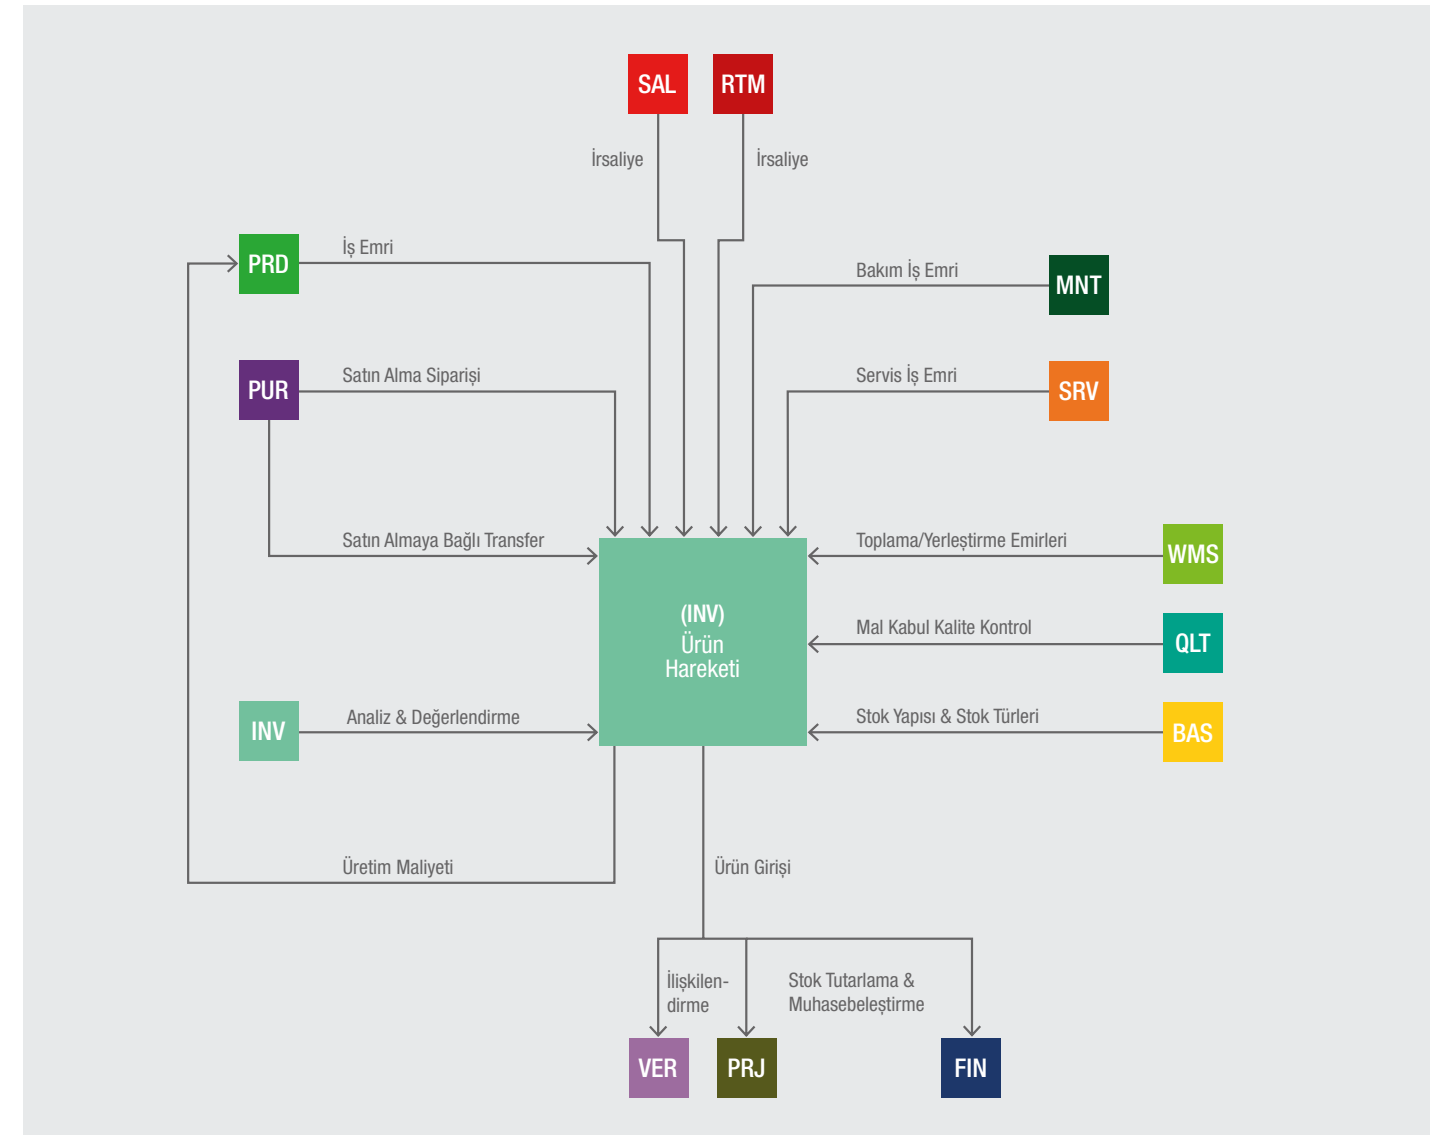 SAL
RTM
İrsaliye
İrsaliye
PRD
İş Emri
Bakım İş Emri
MNT
PUR
Satın Alma Siparişi
Servis İş Emri
SRV
Satın Almaya Bağlı Transfer
Toplama/Yerleştirme Emirleri
WMS
(INV)
Ürün
Hareketi
Mal Kabul Kalite Kontrol
QLT
INV
Analiz & Değerlendirme
Stok Yapısı & Stok Türleri
BAS
Üretim Maliyeti
Ürün Girişi
İlişkilen-
dirme
Stok Tutarlama &
Muhasebeleştirme
VER
PRJ
FIN